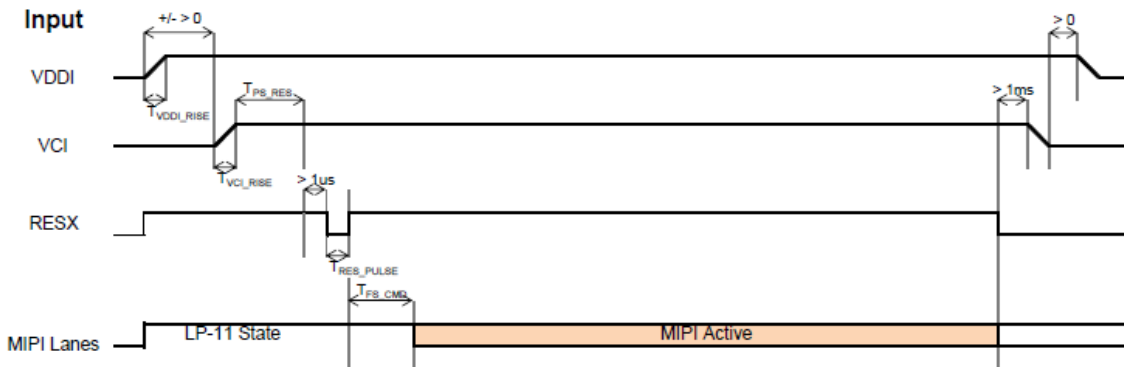 Input
+/- > 0
> 0
VDDI
TVDDI_RISE
TPS_RES
> 1ms
VCI
TVCI_RISE
> 1us
RESX
TRES_PULSE
TFS_CMD
MIPI Lanes
LP-11 State
MIPI Active